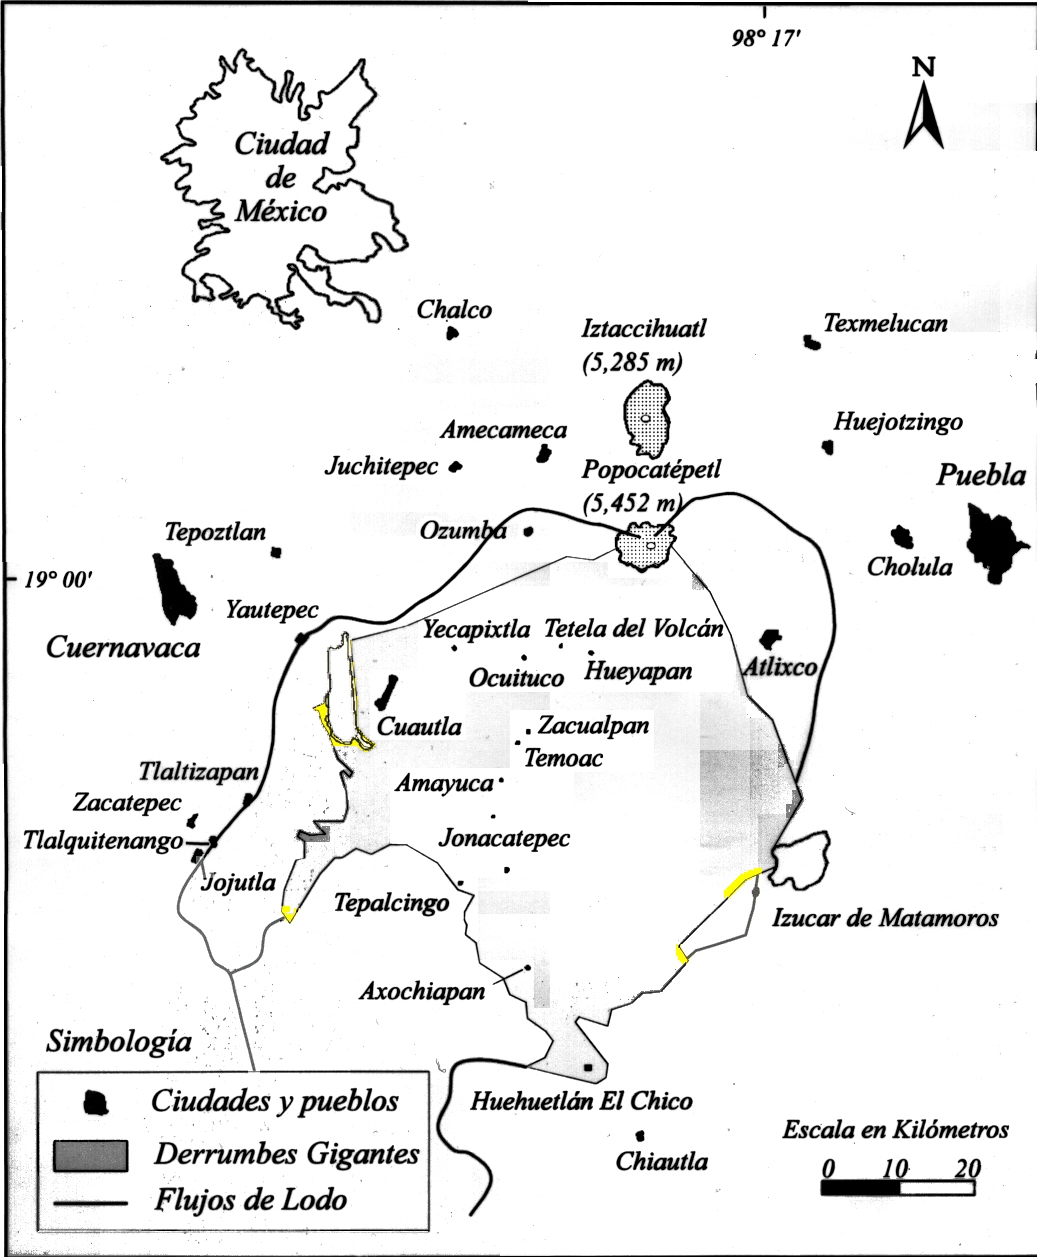 98° 17'
N
Ciudad
de
México
Chalco
Iztaccihuatl
(5,285 m)
Texmelucan
Amecameca
Huejotzingo
Juchitepec
Popocatépetl
(5,452 m)
Puebla
Tepoztlan
Ozumba
Cholula
19° 00'
Yautepec
Cuernavaca
Yecapixtla
Tetela del Volcán
Ocuituco
Hueyapan
Atlixco
Cuautla
Zacualpan
Temoac
Tlaltizapan
Amayuca
Zacatepec
Tlalquitenango
Jonacatepec
Jojutla
Tepalcingo
Izucar de Matamoros
Axochiapan
Simbología
Ciudades y pueblos
Derrumbes Gigantes
Flujos de Lodo
Huehuetlán El Chico
Chiautla
Escala en Kilómetros
0 10 20